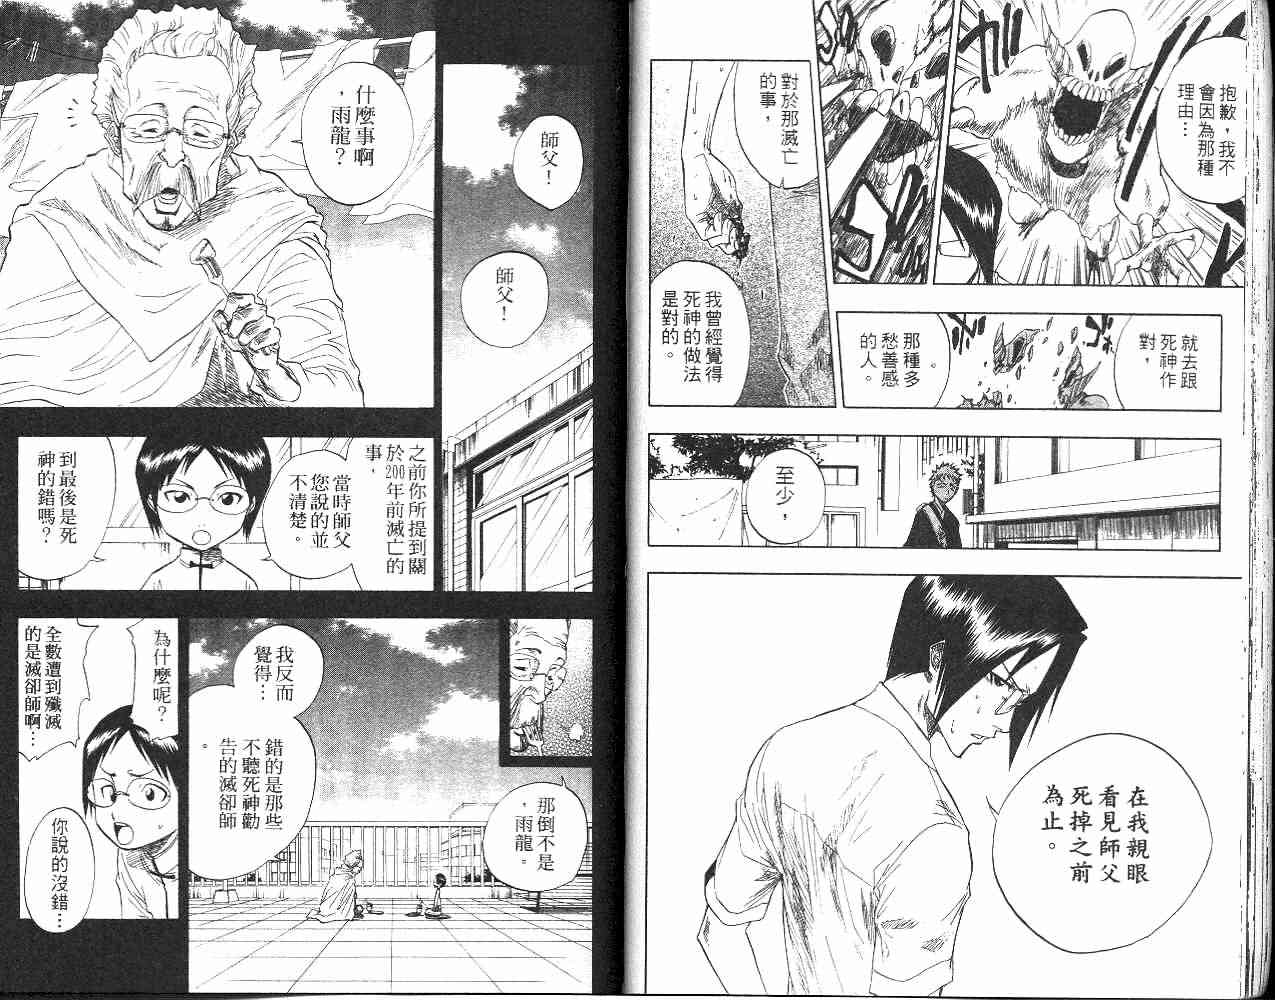 抱歉，我不
會因為那種
理由…
就去跟
死神作
對，
那種多
愁善感
的人。
對於那滅亡
的事，
我曾經覺得
死神的做法
是對的。
至少，
在我親眼
看見師父
死掉之前
為止。
師父！
師父！
什麼事啊
，雨龍？
之前你所提到關
於200年前滅亡的
事，
當時師父
您說的並
不清楚。
到最後是死
神的錯嗎？
那倒不是
，雨龍。
我反而
覺得…
錯的是那些
不聽死神勸
告的滅卻師
。
為什麼呢？
全數遭到殲滅
的是滅卻師啊…
你說的沒錯…